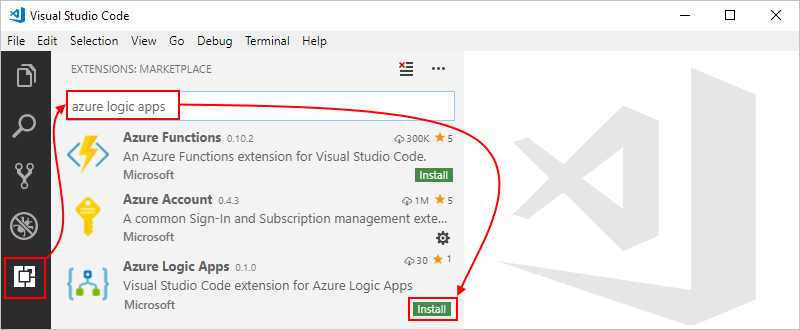 Visual Studio Code
File Edit Selection View Go Debug Terminal Help
EXTENSIONS: MARKETPLACE
azure logic apps
Azure Functions 0.10.2 300K 5
An Azure Functions extension for Visual Studio Code.
Microsoft Install
Azure Account 0.4.3 1M 5
A common Sign-In and Subscription management exte...
Microsoft
Azure Logic Apps 0.1.0 30 1
Visual Studio Code extension for Azure Logic Apps
Microsoft Install